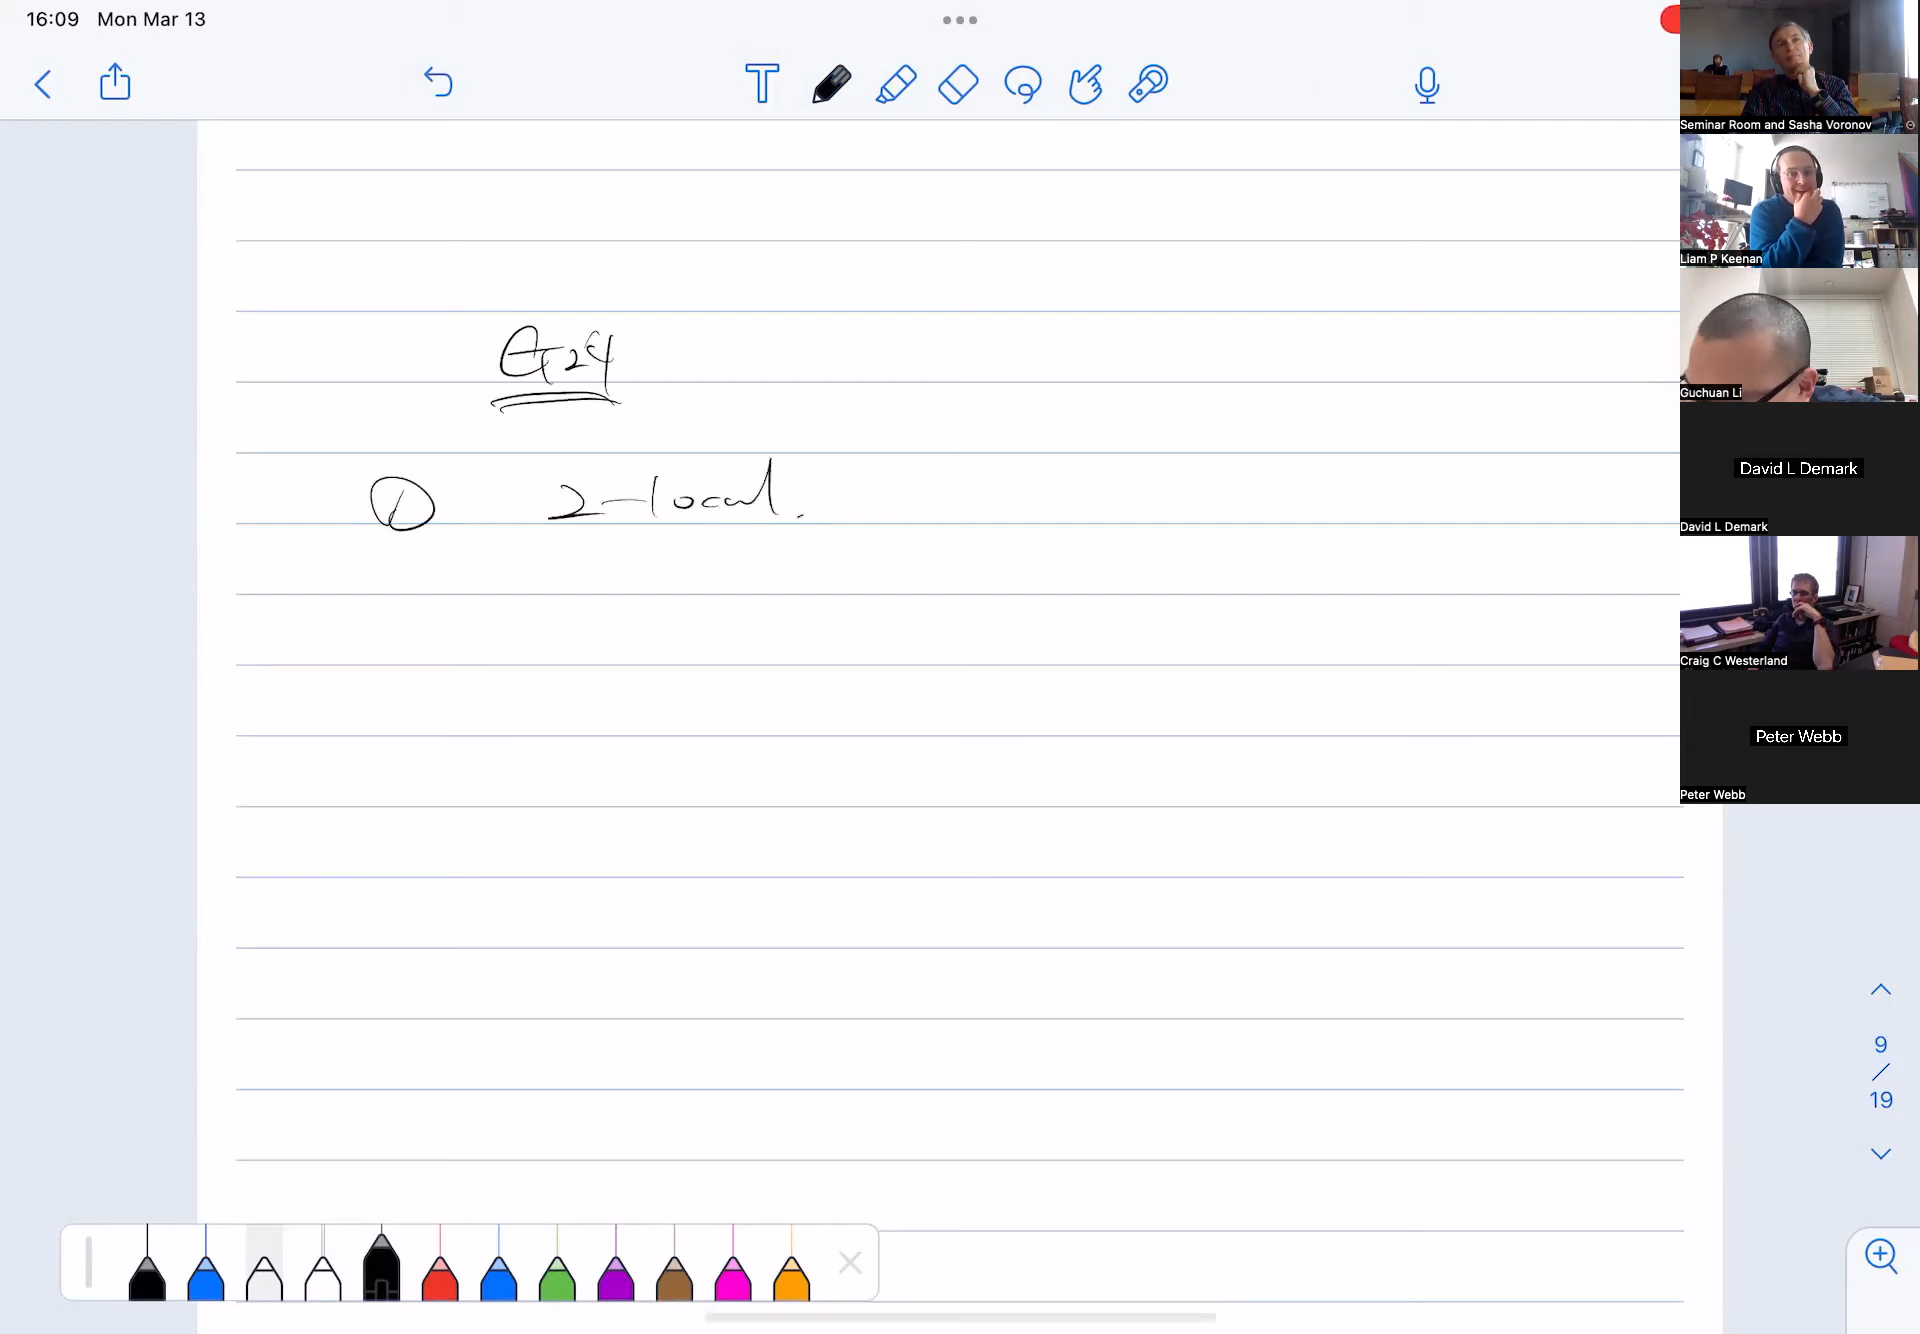 16:09 Mon Mar 13
G24
① 2-local.
Seminar Room and Sasha Voronov
Liam P Keenan
Guchuan Li
David L Demark
David L Demark
Craig C Westerland
Peter Webb
Peter Webb
9
/
19